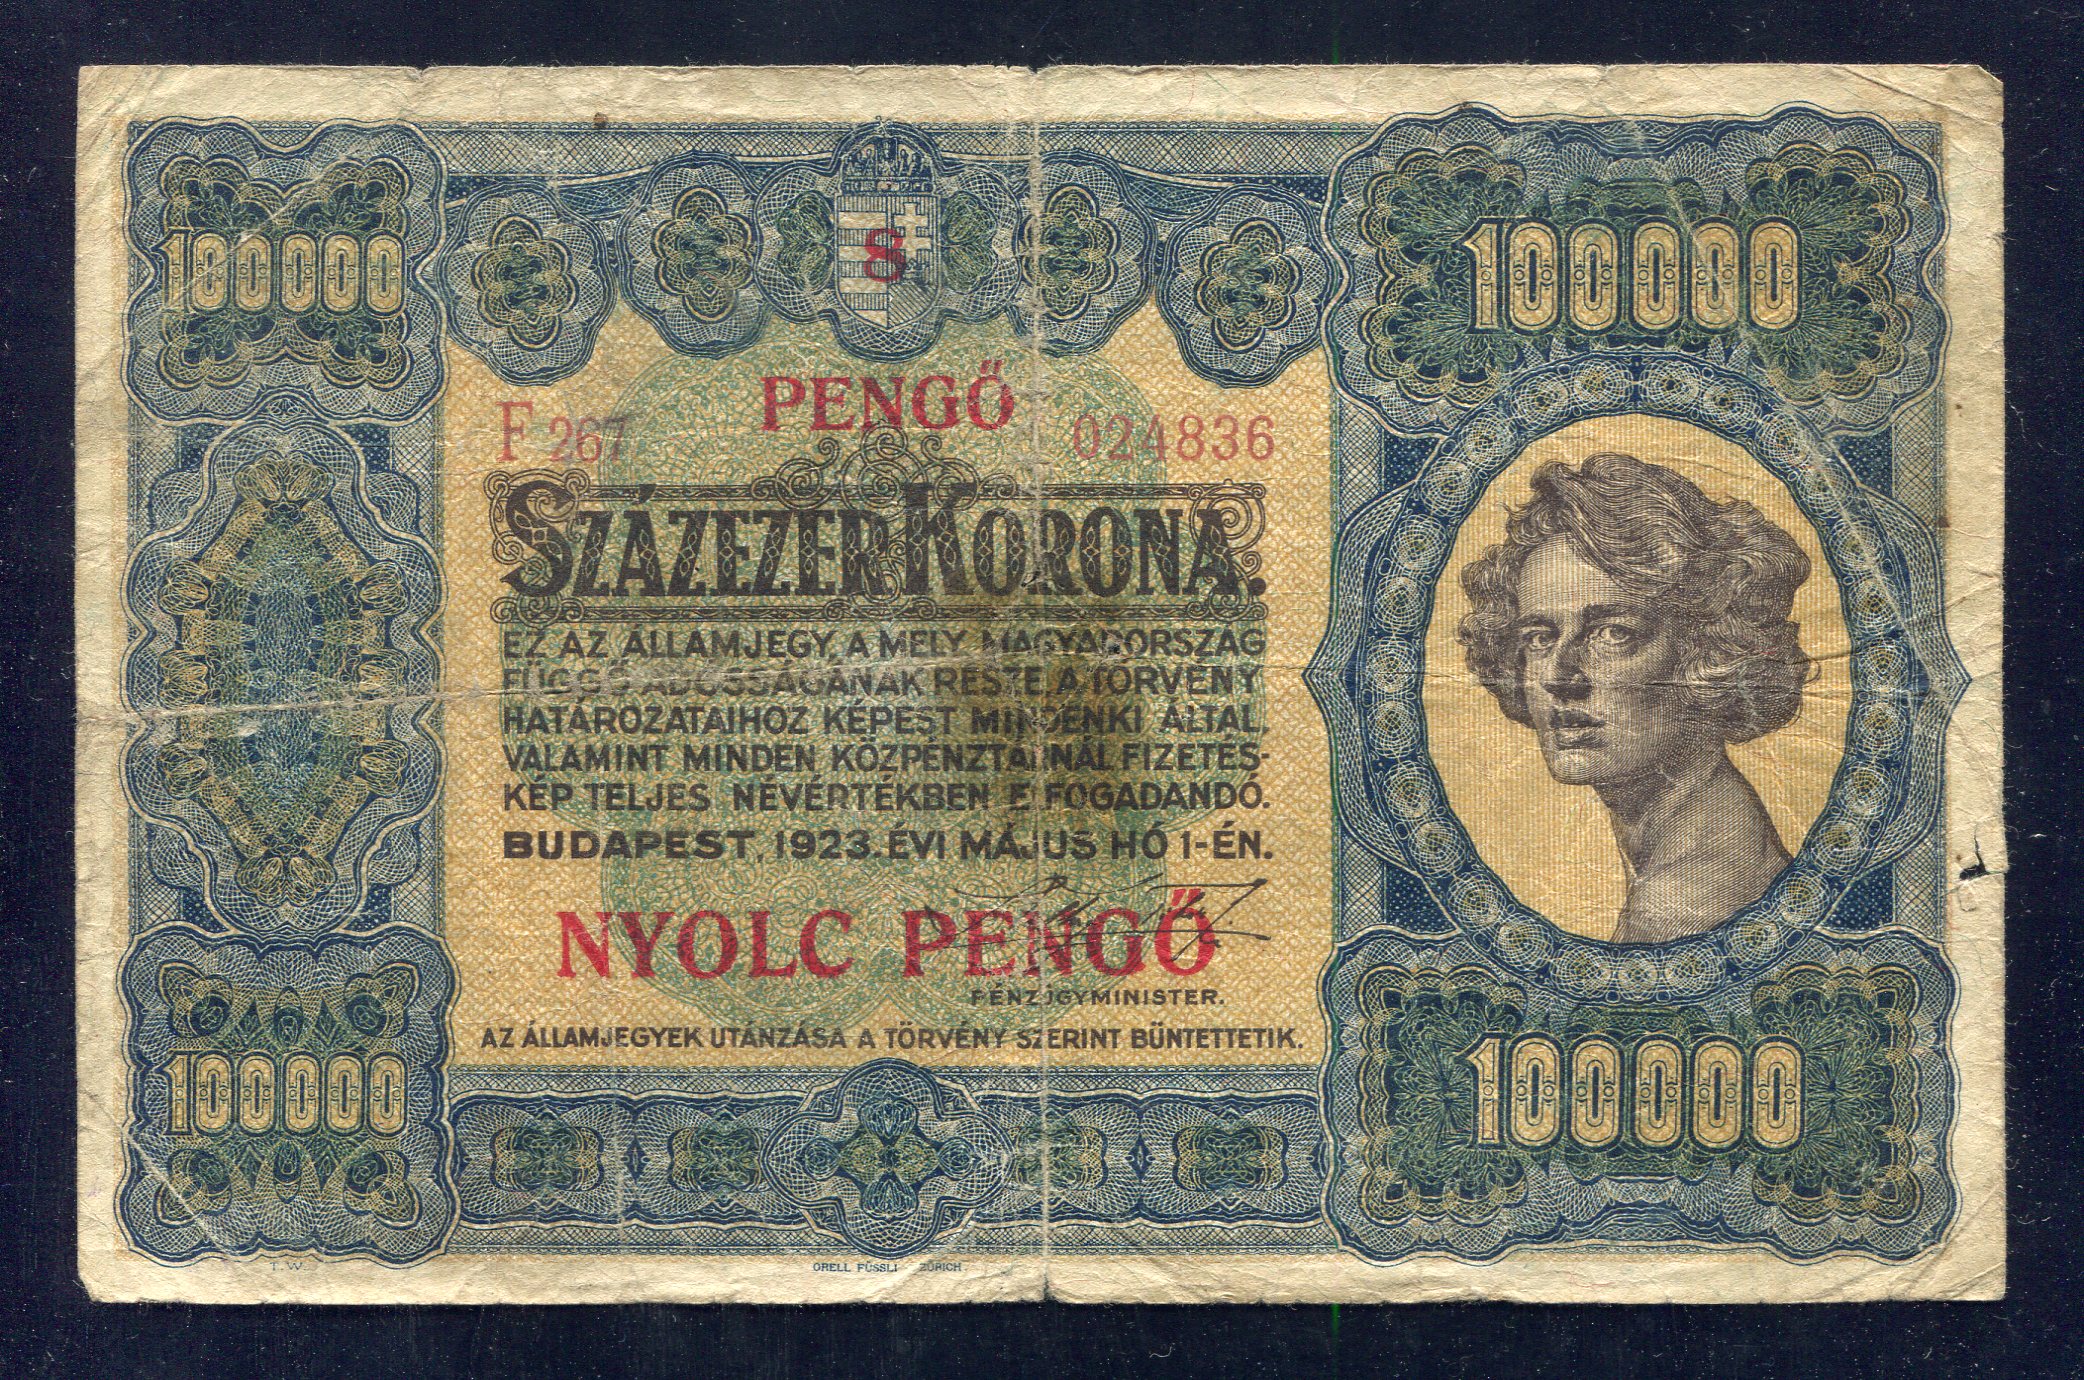 100000
100000
8
PENGŐ
F 267
024836
SZÁZEZER KORONA.
EZ AZ ÁLLAMJEGY, A MELY MAGYARORSZÁG
FÜGGŐ ADÓSSÁGÁNAK RÉSZE, A TÖRVÉNY
HATÁROZATAIHOZ KÉPEST MINDENKI ÁLTAL,
VALAMINT MINDEN KÖZPÉNZTÁRNÁL FIZETÉS-
KÉP TELJES NÉVÉRTÉKBEN ELFOGADANDÓ.
BUDAPEST, 1923. ÉVI MÁJUS HÓ 1-ÉN.
NYOLC PENGŐ
PÉNZÜGYMINISTER.
AZ ÁLLAMJEGYEK UTÁNZÁSA A TÖRVÉNY SZERINT BÜNTETTETIK.
100000
100000
T.W.
ORELL FÜSSLI ZÜRICH.